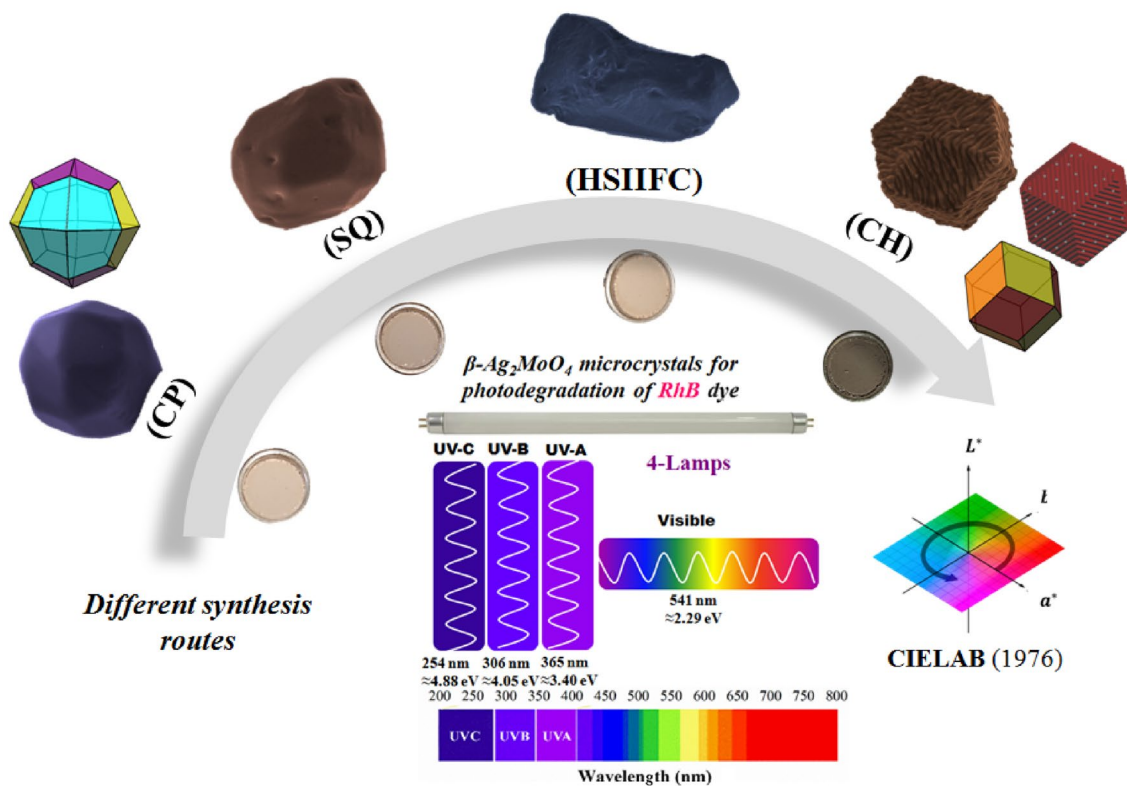 (HSIIFC)
(SQ)
(CH)
(CP)
β-Ag₂MoO₄ microcrystals for
photodegradation of RhB dye
UV-C UV-B UV-A
4-Lamps
Visible
541 nm
≈2.29 eV
254 nm 306 nm 365 nm
≈4.88 eV ≈4.05 eV ≈3.40 eV
200 250 300 350 400 450 500 550 600 650 700 750 800
UVC UVB UVA
Wavelength (nm)
Different synthesis
routes
L*
b
a*
CIELAB (1976)